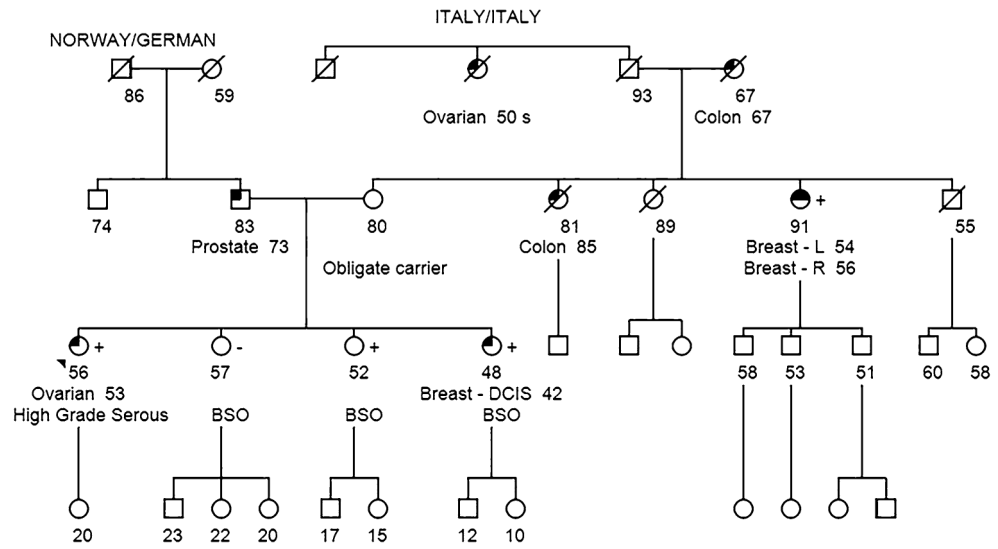 ITALY/ITALY
NORWAY/GERMAN
86 59 93 67
Ovarian 50 s Colon 67
74 83 80 81 89 91 + 55
Prostate 73 Colon 85 Breast - L 54
Obligate carrier Breast - R 56
+ - + +
56 57 52 48 58 53 51 60 58
Ovarian 53 Breast - DCIS 42
High Grade Serous BSO BSO BSO
20 23 22 20 17 15 12 10